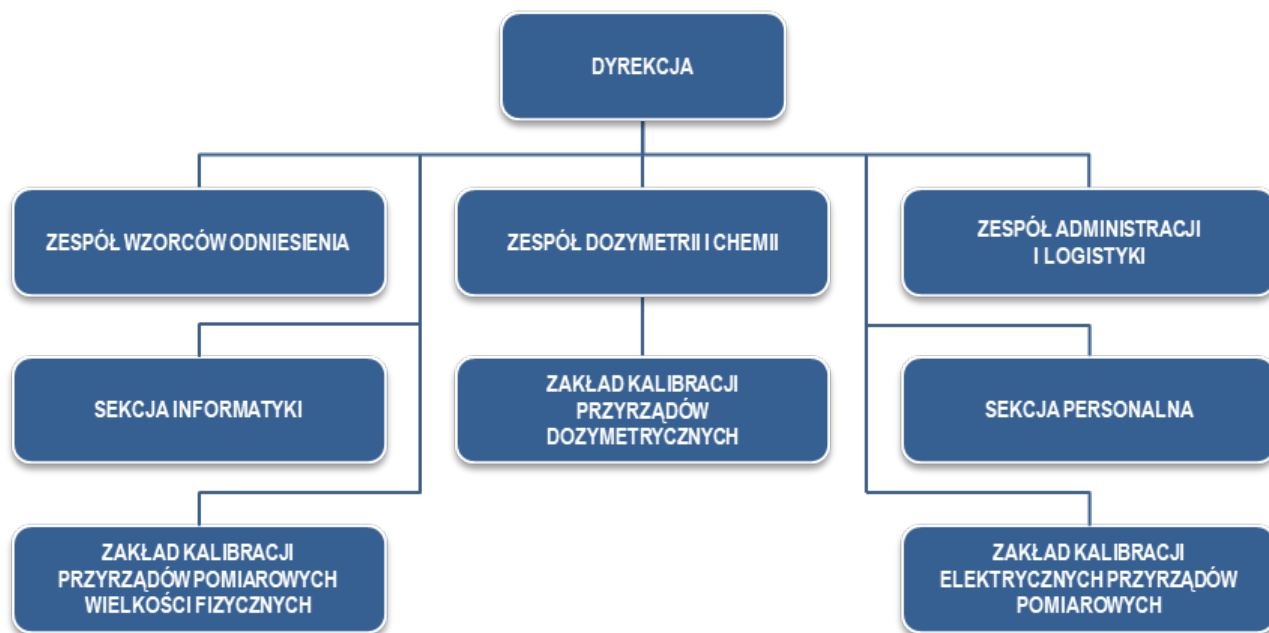 DYREKCJA
ZESPÓŁ WZORCÓW ODNIESIENIA
ZESPÓŁ DOZYMETRII I CHEMII
ZESPÓŁ ADMINISTRACJI
I LOGISTYKI
SEKCJA INFORMATYKI
ZAKŁAD KALIBRACJI
PRZYRZĄDÓW
DOZYMETRYCZNYCH
SEKCJA PERSONALNA
ZAKŁAD KALIBRACJI
PRZYRZĄDÓW POMIAROWYCH
WIELKOŚCI FIZYCZNYCH
ZAKŁAD KALIBRACJI
ELEKTRYCZNYCH PRZYRZĄDÓW
POMIAROWYCH